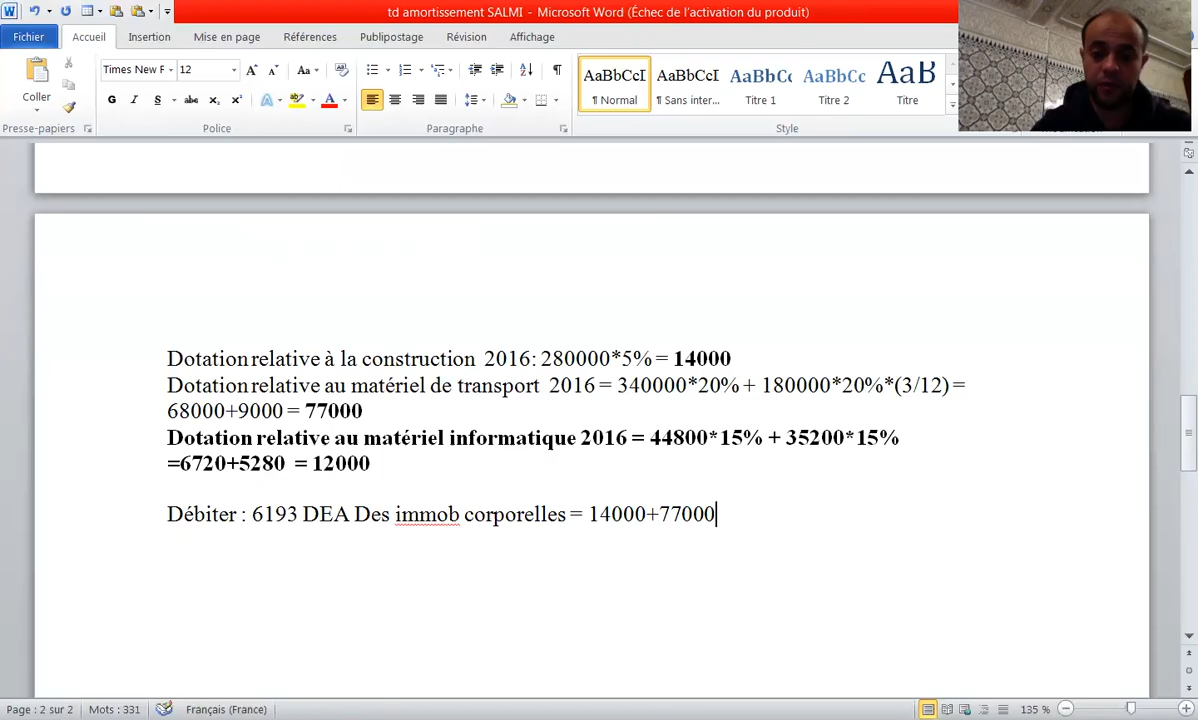 td amortissement SALMI - Microsoft Word (Échec de l'activation du produit)
Fichier Accueil Insertion Mise en page Références Publipostage Révision Affichage
Times New F 12 Aa AaBbCcI AaBbCcI AaBbC AaBbCc AaB
Coller G I S abc x₂ x² A A ¶ Normal ¶ Sans inter... Titre 1 Titre 2 Titre
Presse-papiers Police Paragraphe Style
Dotation relative à la construction 2016: 280000*5% = 14000
Dotation relative au matériel de transport 2016 = 340000*20% + 180000*20%*(3/12) =
68000+9000 = 77000
Dotation relative au matériel informatique 2016 = 44800*15% + 35200*15%
=6720+5280 = 12000
Débiter : 6193 DEA Des immob corporelles = 14000+77000
Page : 2 sur 2 Mots : 331 Français (France) 135 %